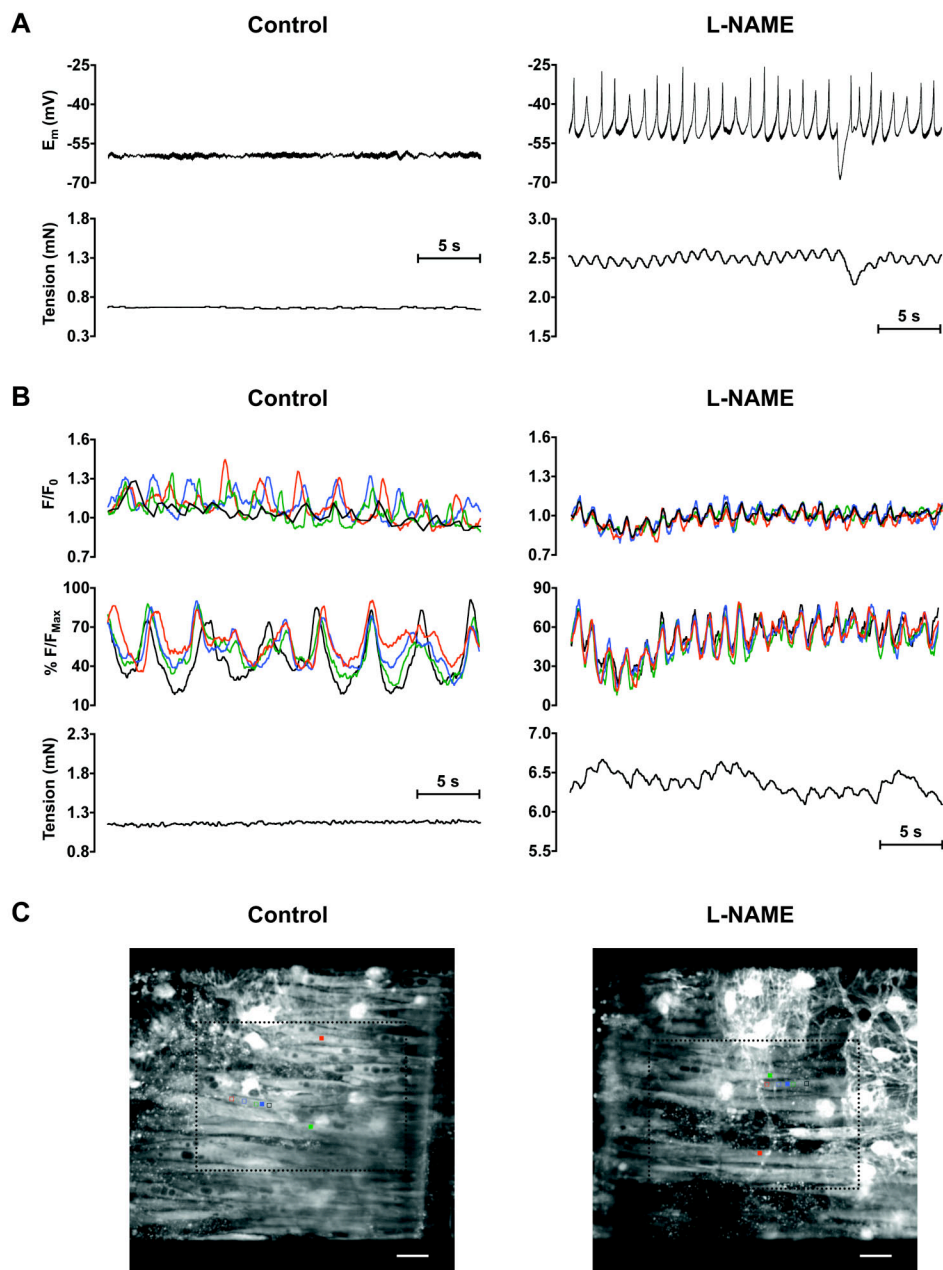 A
Control
L-NAME
Em (mV)
-25
-40
-55
-70
-25
-40
-55
-70
Tension (mN)
1.8
1.3
0.8
0.3
5 s
3.0
2.5
2.0
1.5
5 s
B
Control
L-NAME
F/F0
1.6
1.3
1.0
0.7
1.6
1.3
1.0
0.7
% F/FMax
100
70
40
10
90
60
30
0
Tension (mN)
2.3
1.8
1.3
0.8
5 s
7.0
6.5
6.0
5.5
5 s
C
Control
L-NAME